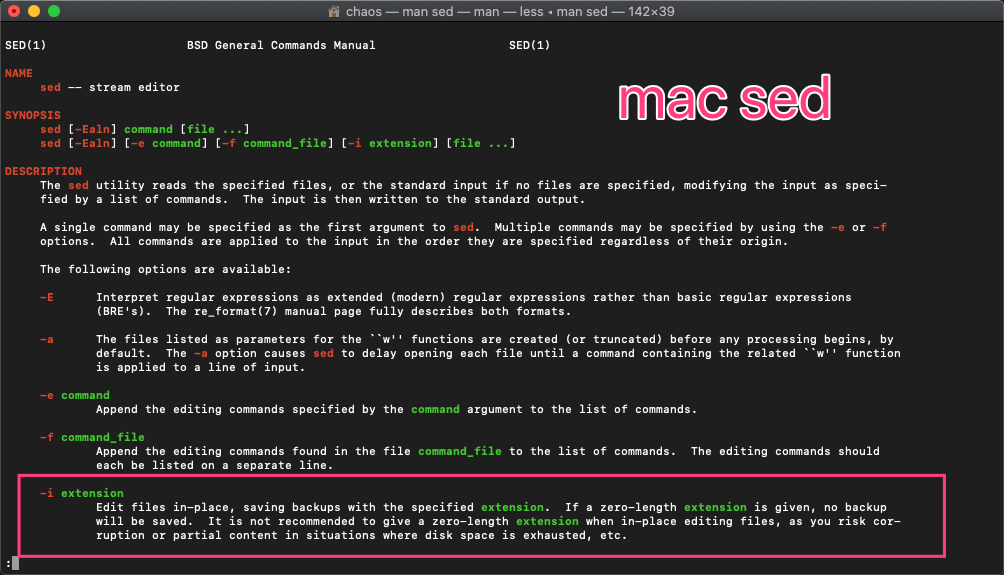 chaos — man sed — man — less ◂ man sed — 142×39
SED(1) BSD General Commands Manual SED(1)
NAME
sed -- stream editor
mac sed
SYNOPSIS
sed [-Ealn] command [file ...]
sed [-Ealn] [-e command] [-f command_file] [-i extension] [file ...]
DESCRIPTION
The sed utility reads the specified files, or the standard input if no files are specified, modifying the input as speci-
fied by a list of commands.  The input is then written to the standard output.
A single command may be specified as the first argument to sed.  Multiple commands may be specified by using the -e or -f
options.  All commands are applied to the input in the order they are specified regardless of their origin.
The following options are available:
-E Interpret regular expressions as extended (modern) regular expressions rather than basic regular expressions
(BRE's).  The re_format(7) manual page fully describes both formats.
-a The files listed as parameters for the ``w'' functions are created (or truncated) before any processing begins, by
default.  The -a option causes sed to delay opening each file until a command containing the related ``w'' function
is applied to a line of input.
-e command
Append the editing commands specified by the command argument to the list of commands.
-f command_file
Append the editing commands found in the file command_file to the list of commands.  The editing commands should
each be listed on a separate line.
-i extension
Edit files in-place, saving backups with the specified extension.  If a zero-length extension is given, no backup
will be saved.  It is not recommended to give a zero-length extension when in-place editing files, as you risk cor-
ruption or partial content in situations where disk space is exhausted, etc.
: